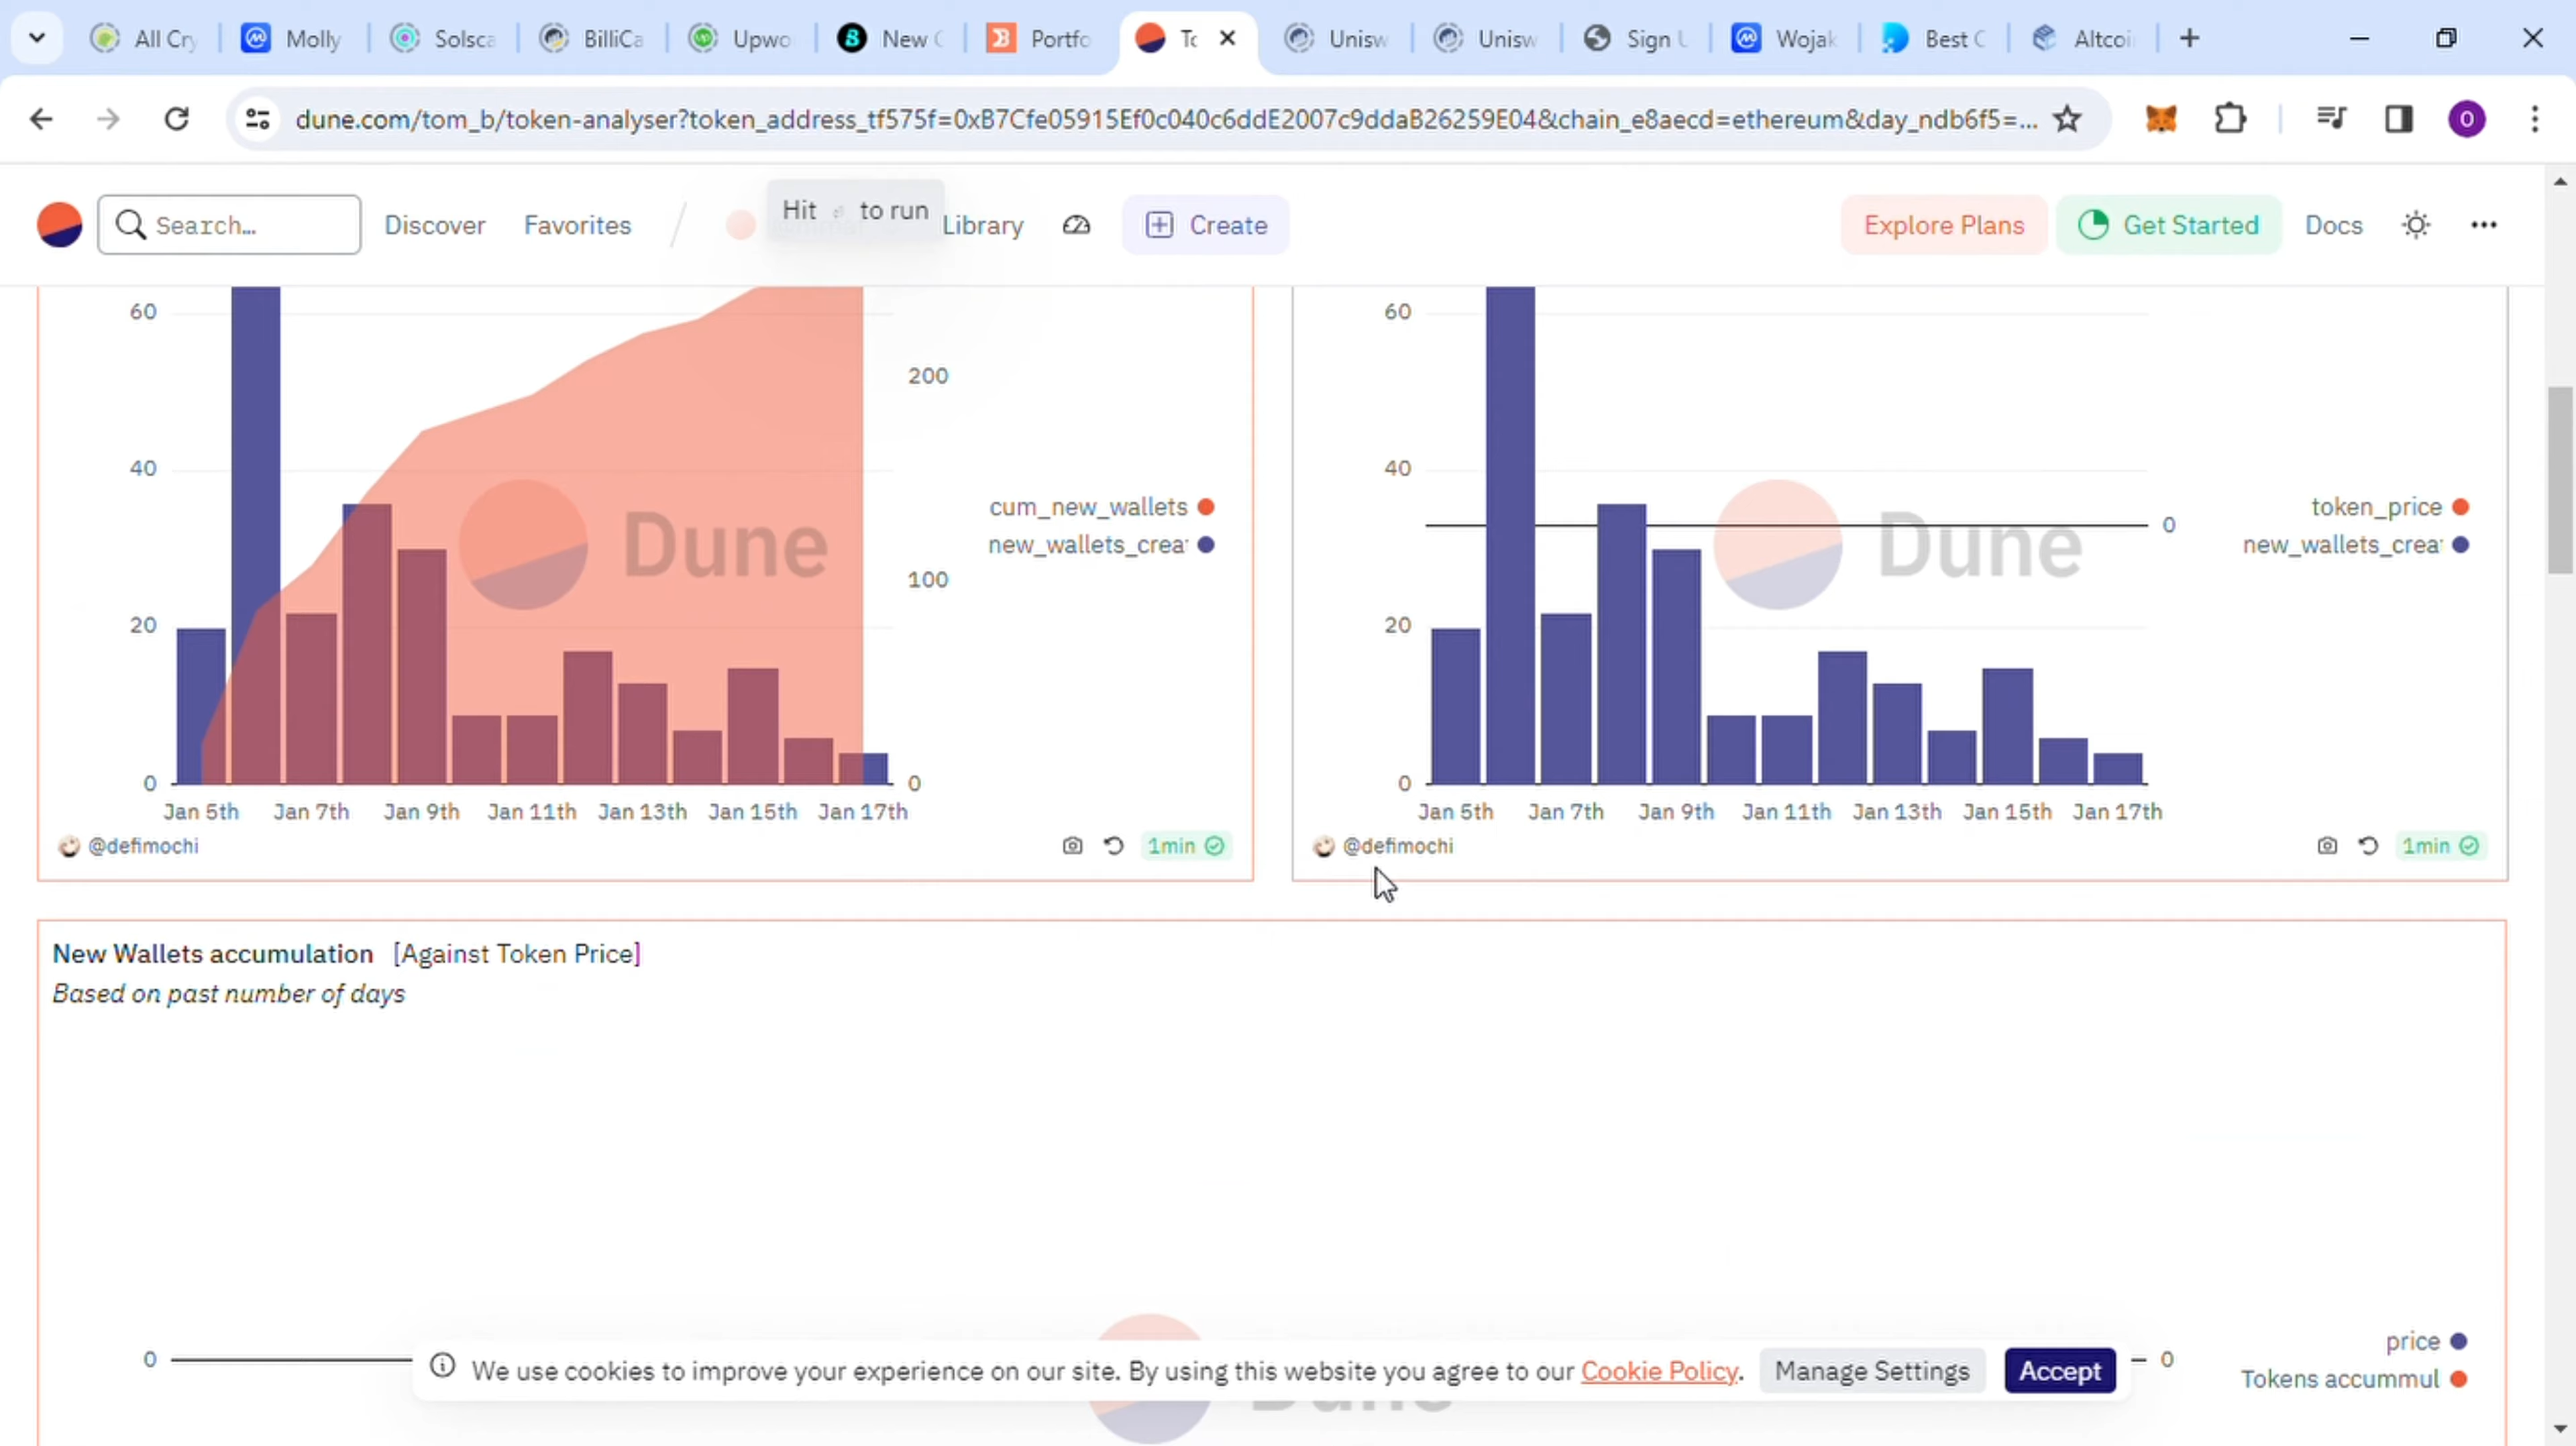 All Cry
Molly
Solsca
BilliCa
Upwo
New C
Portfo
Tc
Unisw
Unisw
Sign U
Wojak
Best C
Altcoi
dune.com/tom_b/token-analyser?token_address_tf575f=0xB7Cfe05915Ef0c040c6ddE2007c9ddaB26259E04&chain_e8aecd=ethereum&day_ndb6f5=...
O
Search...
Discover
Favorites
Hit to run
Library
Create
Explore Plans
Get Started
Docs
60
40
20
0
200
100
0
Dune
cum_new_wallets
new_wallets_crea
Jan 5th Jan 7th Jan 9th Jan 11th Jan 13th Jan 15th Jan 17th
@defimochi
1min
60
40
20
0
0
Dune
token_price
new_wallets_crea
Jan 5th Jan 7th Jan 9th Jan 11th Jan 13th Jan 15th Jan 17th
@defimochi
1min
New Wallets accumulation [Against Token Price]
Based on past number of days
0
0
price
Tokens accummul
We use cookies to improve your experience on our site. By using this website you agree to our Cookie Policy.
Manage Settings
Accept